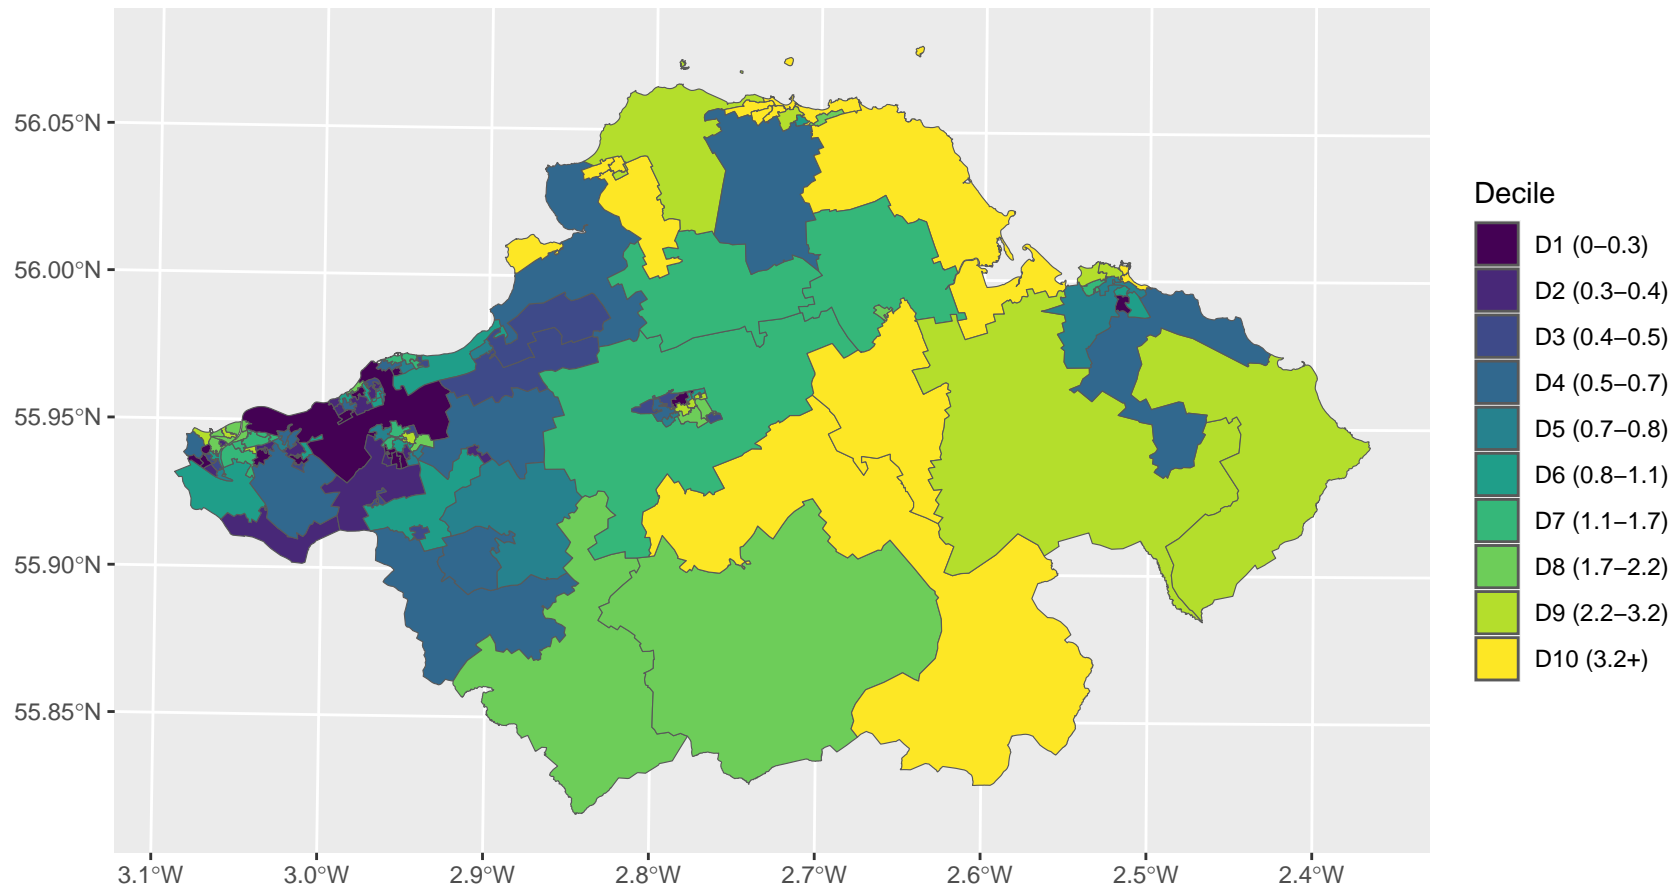 56.05°N
56.00°N
55.95°N
55.90°N
55.85°N
3.1°W
3.0°W
2.9°W
2.8°W
2.7°W
2.6°W
2.5°W
2.4°W
Decile
D1 (0−0.3)
D2 (0.3−0.4)
D3 (0.4−0.5)
D4 (0.5−0.7)
D5 (0.7−0.8)
D6 (0.8−1.1)
D7 (1.1−1.7)
D8 (1.7−2.2)
D9 (2.2−3.2)
D10 (3.2+)